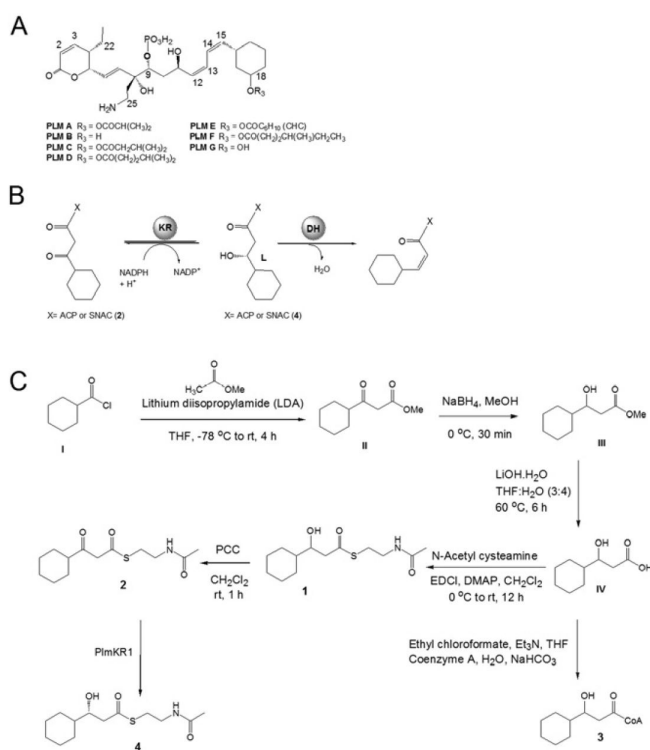 A
3
2
22
O
O
PO3H2
O
9
OH
H2N
25
OH
12
13
14
15
18
OR3
PLM A R3 = OCOCH(CH3)2
PLM B R3 = H
PLM C R3 = OCOCH2CH(CH3)2
PLM D R3 = OCO(CH2)2CH(CH3)2
PLM E R3 = OCOC6H10 (CHC)
PLM F R3 = OCO(CH2)2CH(CH3)CH2CH3
PLM G R3 = OH
B
X
O
O
KR
NADPH
+ H+
NADP+
X
O
HO
L
DH
H2O
X
O
X= ACP or SNAC (2)
X= ACP or SNAC (4)
C
O
Cl
I
O
H3C OMe
Lithium diisopropylamide (LDA)
THF, -78 °C to rt, 4 h
O O
OMe
II
NaBH4, MeOH
0 °C, 30 min
OH O
OMe
III
LiOH.H2O
THF:H2O (3:4)
60 °C, 6 h
O O
S
H
N
O
2
PCC
CH2Cl2
rt, 1 h
OH O
S
H
N
O
1
N-Acetyl cysteamine
EDCI, DMAP, CH2Cl2
0 °C to rt, 12 h
OH O
OH
IV
PlmKR1
OH O
S
H
N
O
4
Ethyl chloroformate, Et3N, THF
Coenzyme A, H2O, NaHCO3
OH O
CoA
3